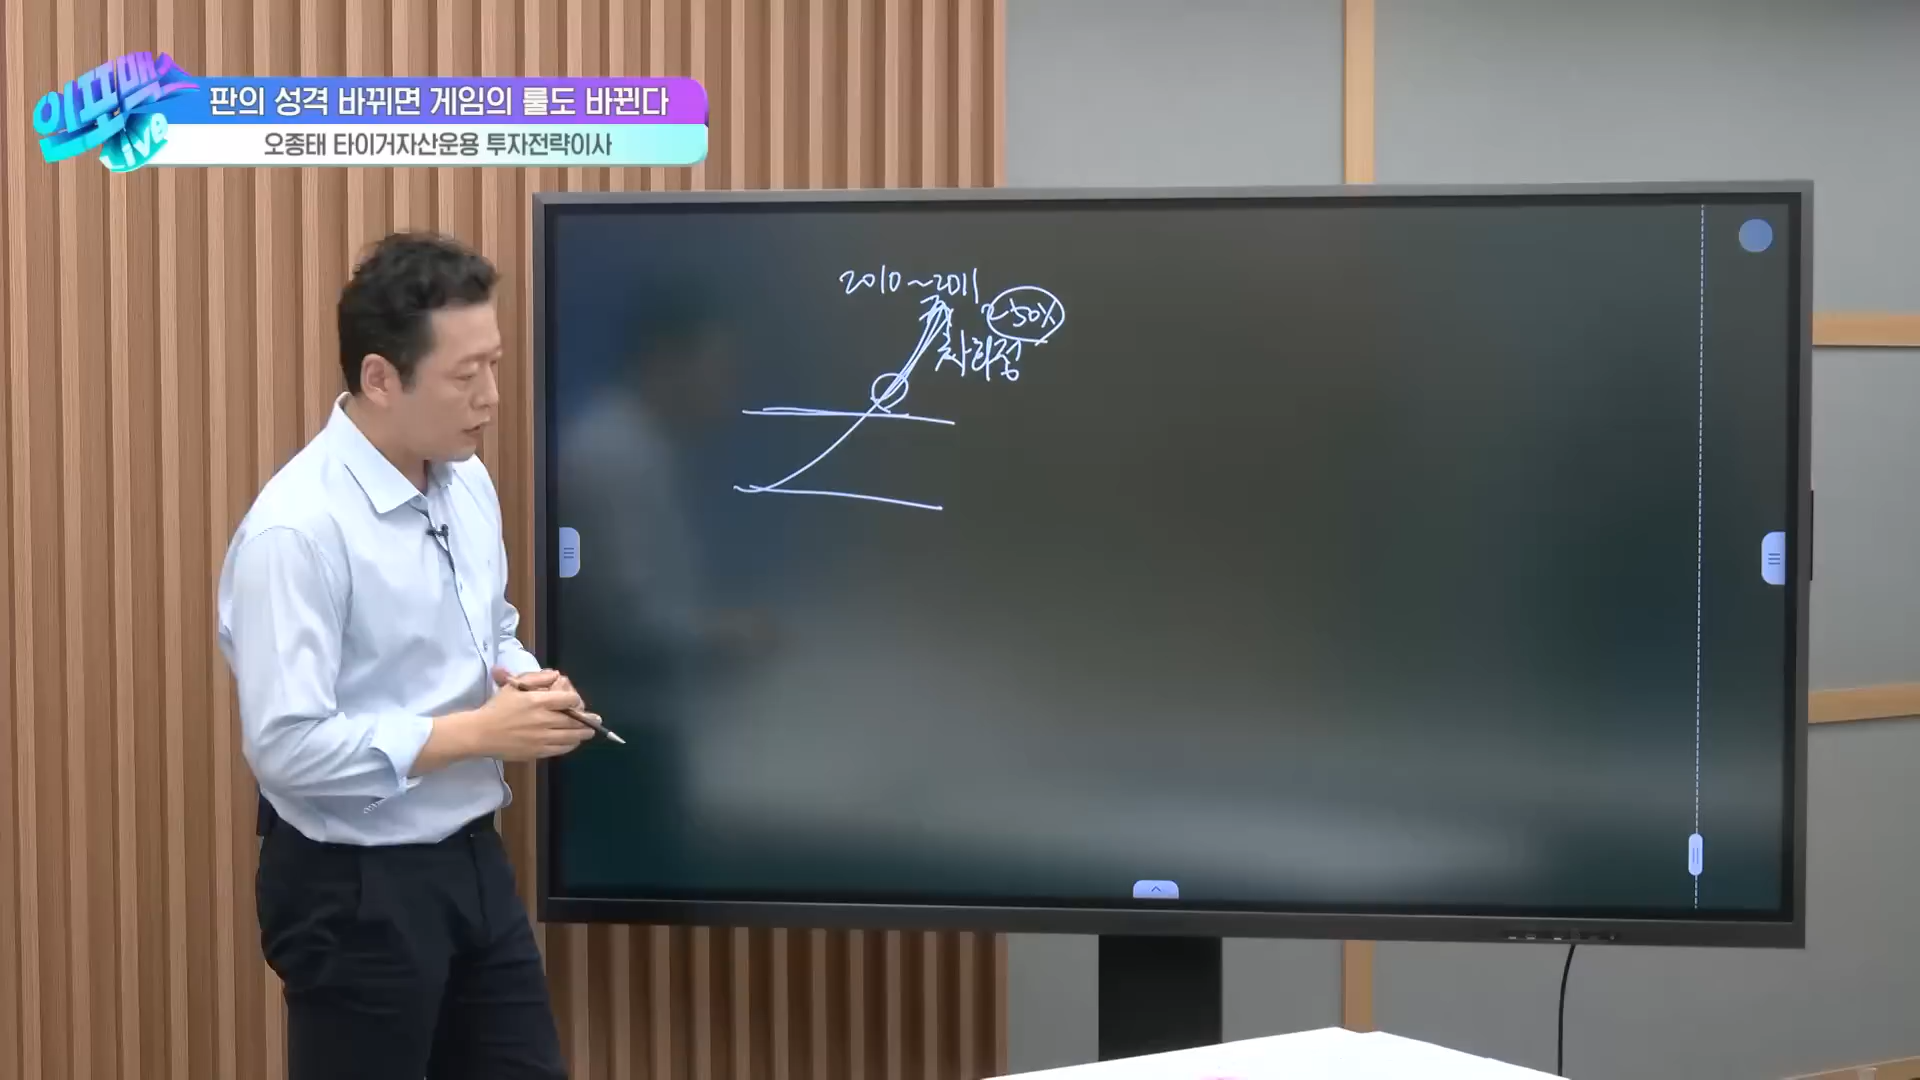 인포맥스
Live
판의 성격 바뀌면 게임의 룰도 바뀐다
오종태 타이거자산운용 투자전략이사
2010~2011
~50%
차화정